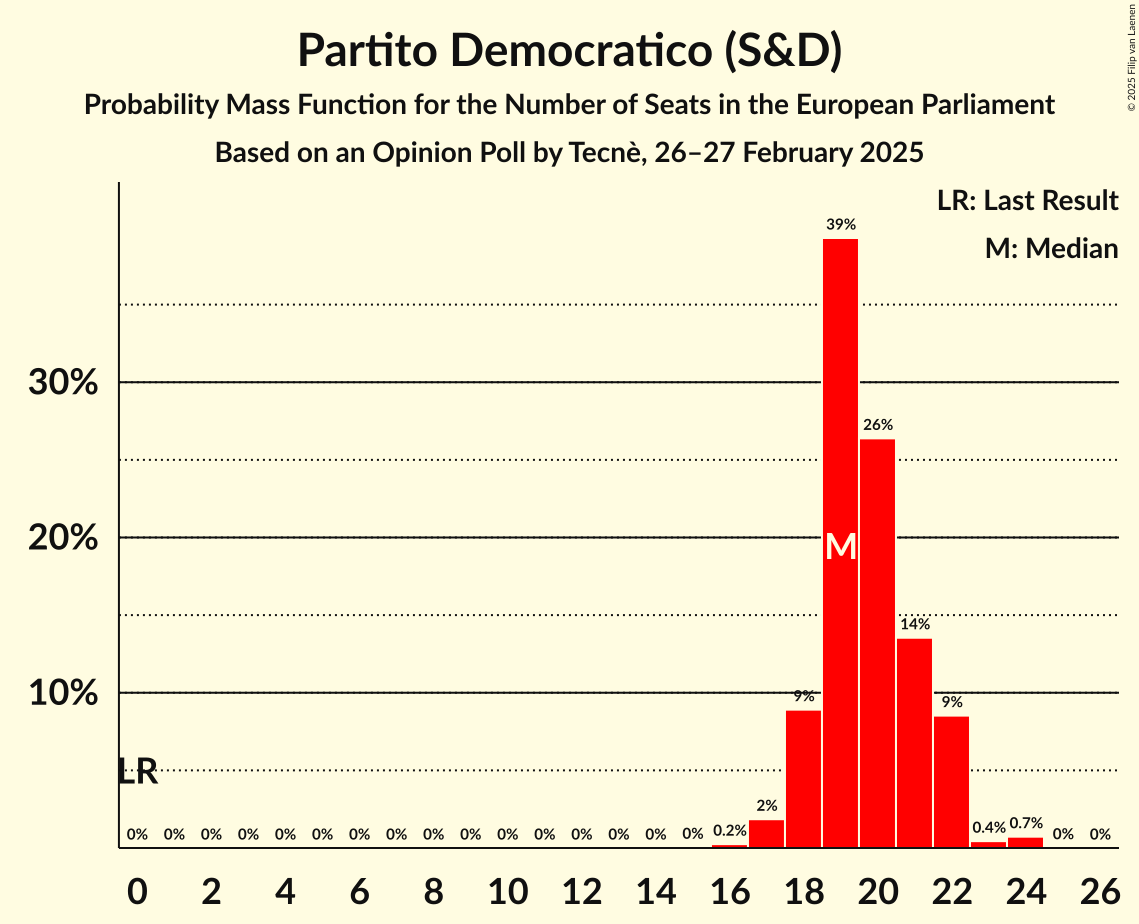 Partito Democratico (S&D)
Probability Mass Function for the Number of Seats in the European Parliament
Based on an Opinion Poll by Tecnè, 26–27 February 2025
© 2025 Filip van Laenen
LR: Last Result
M: Median
39%
30%
26%
20%
M
14%
10%
9%
9%
LR
2%
0% 0% 0% 0% 0% 0% 0% 0% 0% 0% 0% 0% 0% 0% 0% 0% 0.2% 0.4% 0.7% 0% 0%
0 2 4 6 8 10 12 14 16 18 20 22 24 26